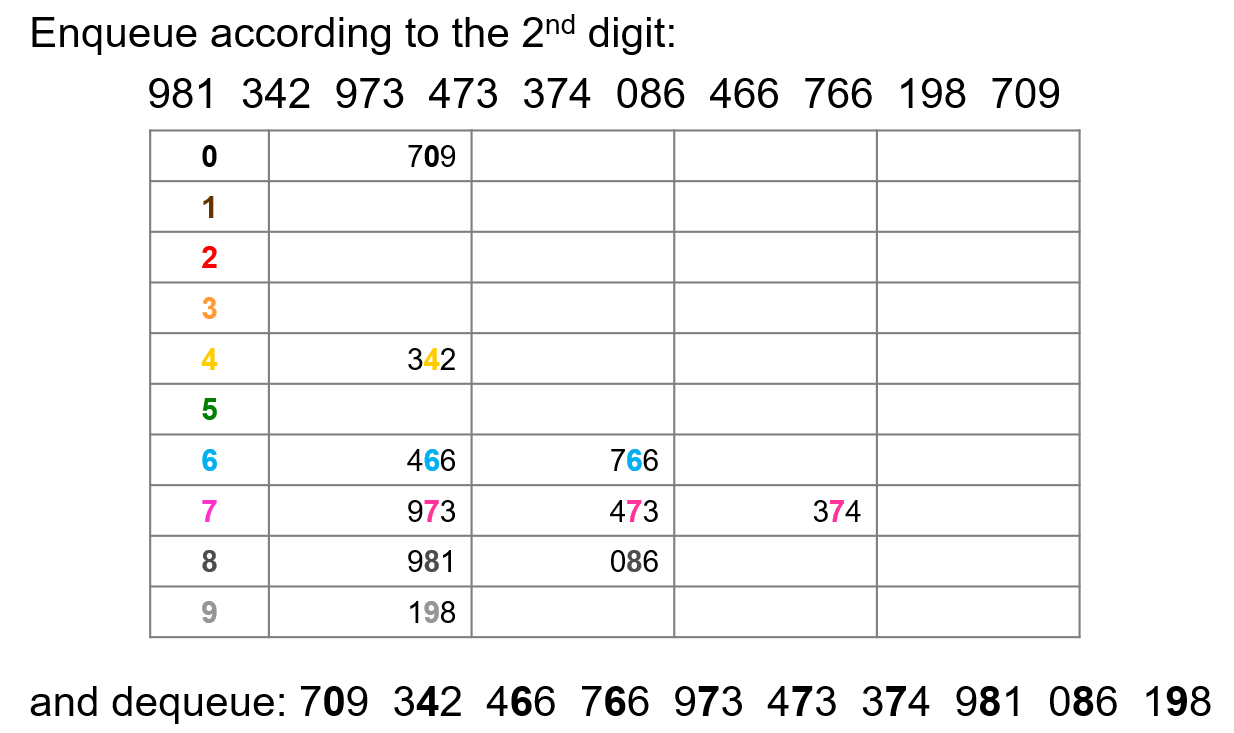 Enqueue according to the 2nd digit:
981 342 973 473 374 086 466 766 198 709
0 709
1
2
3
4 342
5
6 466 766
7 973 473 374
8 981 086
9 198
and dequeue: 709 342 466 766 973 473 374 981 086 198